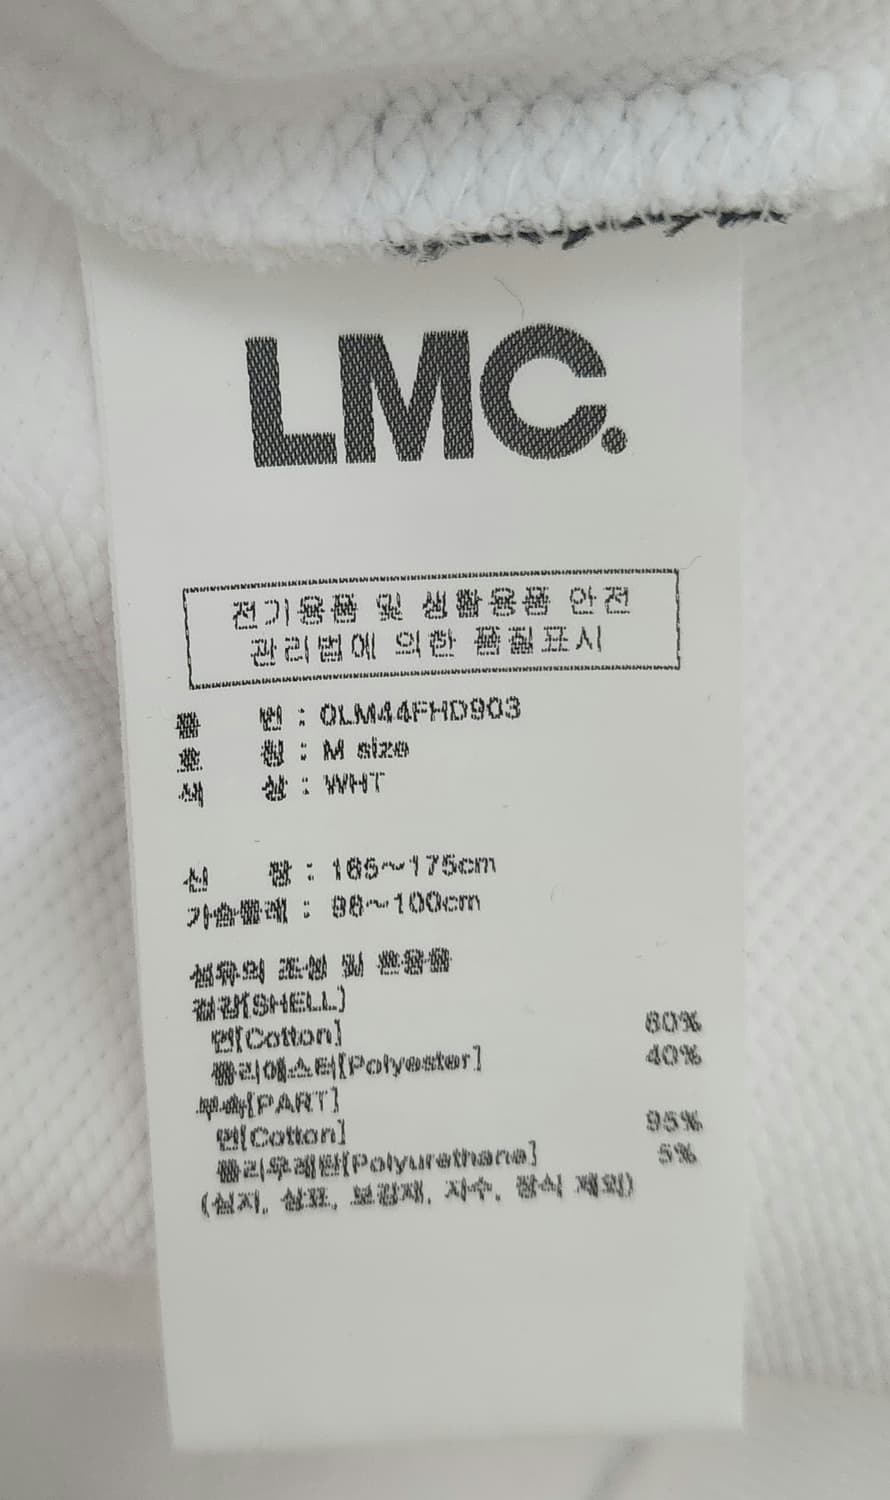 LMC.
전기용품 및 생활용품 안전
관리법에 의한 품질표시
품 번 : 0LM44FHD903
호 칭 : M size
색 상 : WHT
신 장 : 165~175cm
가슴둘레 : 96~100cm
섬유의 조성 및 혼용율
겉감[SHELL]
면[Cotton] 60%
폴리에스터[Polyester] 40%
부속[PART]
면[Cotton] 95%
폴리우레탄[Polyurethane] 5%
(심지, 상표, 보강재, 자수, 장식 제외)